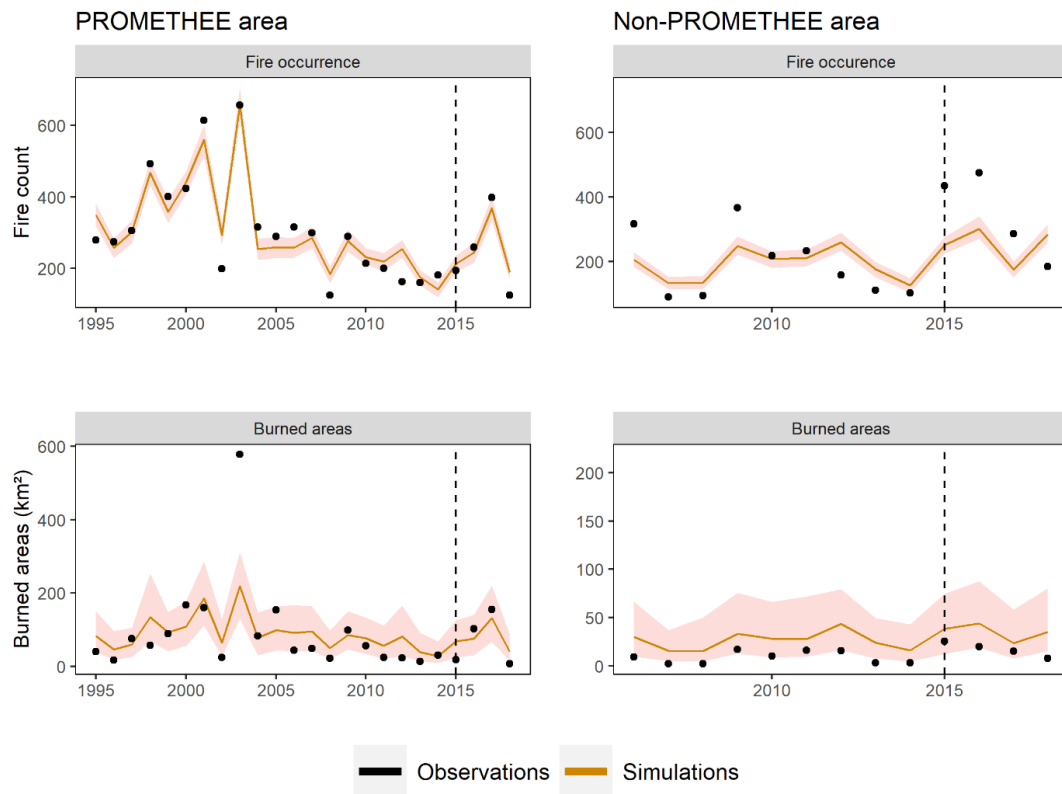 PROMETHEE area
Non-PROMETHEE area
Fire occurrence
Fire occurence
Fire count
600
400
200
1995
2000
2005
2010
2015
600
400
200
2010
2015
Burned areas
Burned areas
Burned areas (km²)
600
400
200
0
1995
2000
2005
2010
2015
200
150
100
50
0
2010
2015
Observations
Simulations